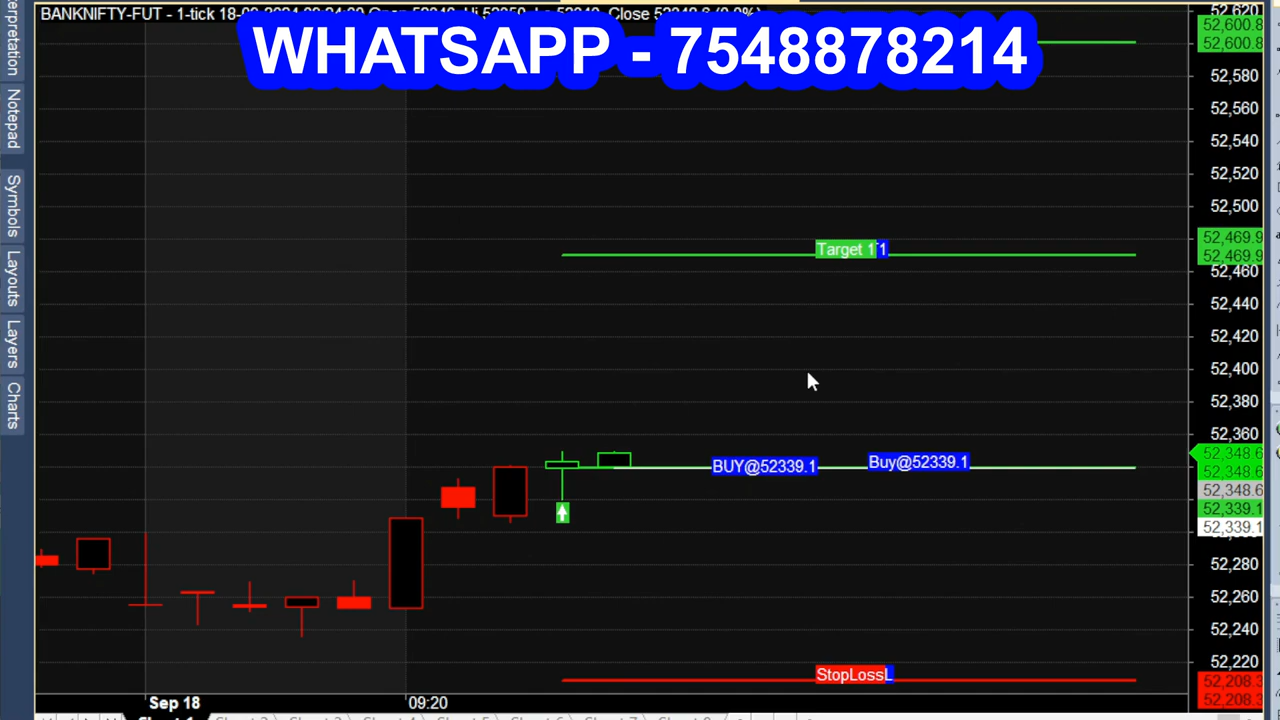 BANKNIFTY-FUT - 1-tick
WHATSAPP - 7548878214
Notepad
Symbols
Layouts
Layers
Charts
Target 1
1
BUY@52339.1
Buy@52339.1
StopLoss
L
52,620
52,600.8
52,600.8
52,580
52,560
52,540
52,520
52,500
52,469.9
52,469.9
52,460
52,440
52,420
52,400
52,380
52,360
52,348.6
52,348.6
52,348.6
52,339.1
52,339.1
52,280
52,260
52,240
52,220
52,208.3
52,208.3
Sep 18
09:20